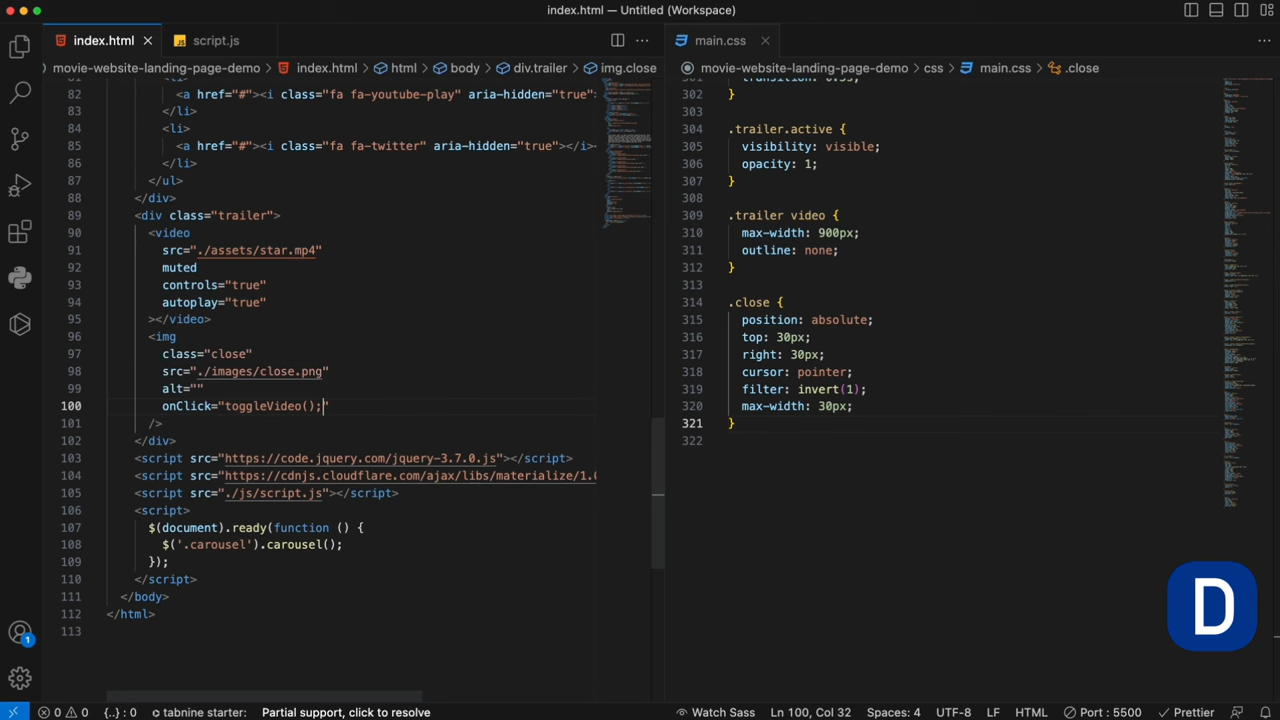 index.html — Untitled (Workspace)
index.html
script.js
movie-website-landing-page-demo
index.html
html
body
div.trailer
img.close
82 <a href="#"><i class="fa fa-youtube-play" aria-hidden="true"
83 </li>
84 <li>
85 <a href="#"><i class="fa fa-twitter" aria-hidden="true"></i>
86 </li>
87 </ul>
88 </div>
89 <div class="trailer">
90 <video
91 src="./assets/star.mp4"
92 muted
93 controls="true"
94 autoplay="true"
95 ></video>
96 <img
97 class="close"
98 src="./images/close.png"
99 alt=""
100 onClick="toggleVideo();"
101 />
102 </div>
103 <script src="https://code.jquery.com/jquery-3.7.0.js"></script>
104 <script src="https://cdnjs.cloudflare.com/ajax/libs/materialize/1.0
105 <script src="./js/script.js"></script>
106 <script>
107 $(document).ready(function () {
108 $('.carousel').carousel();
109 });
110 </script>
111 </body>
112 </html>
113
main.css
movie-website-landing-page-demo
css
main.css
.close
302 }
303
304 .trailer.active {
305 visibility: visible;
306 opacity: 1;
307 }
308
309 .trailer video {
310 max-width: 900px;
311 outline: none;
312 }
313
314 .close {
315 position: absolute;
316 top: 30px;
317 right: 30px;
318 cursor: pointer;
319 filter: invert(1);
320 max-width: 30px;
321 }
322
D
1
0 0 {..} : 0 tabnine starter: Partial support, click to resolve Watch Sass Ln 100, Col 32 Spaces: 4 UTF-8 LF HTML Port : 5500 Prettier